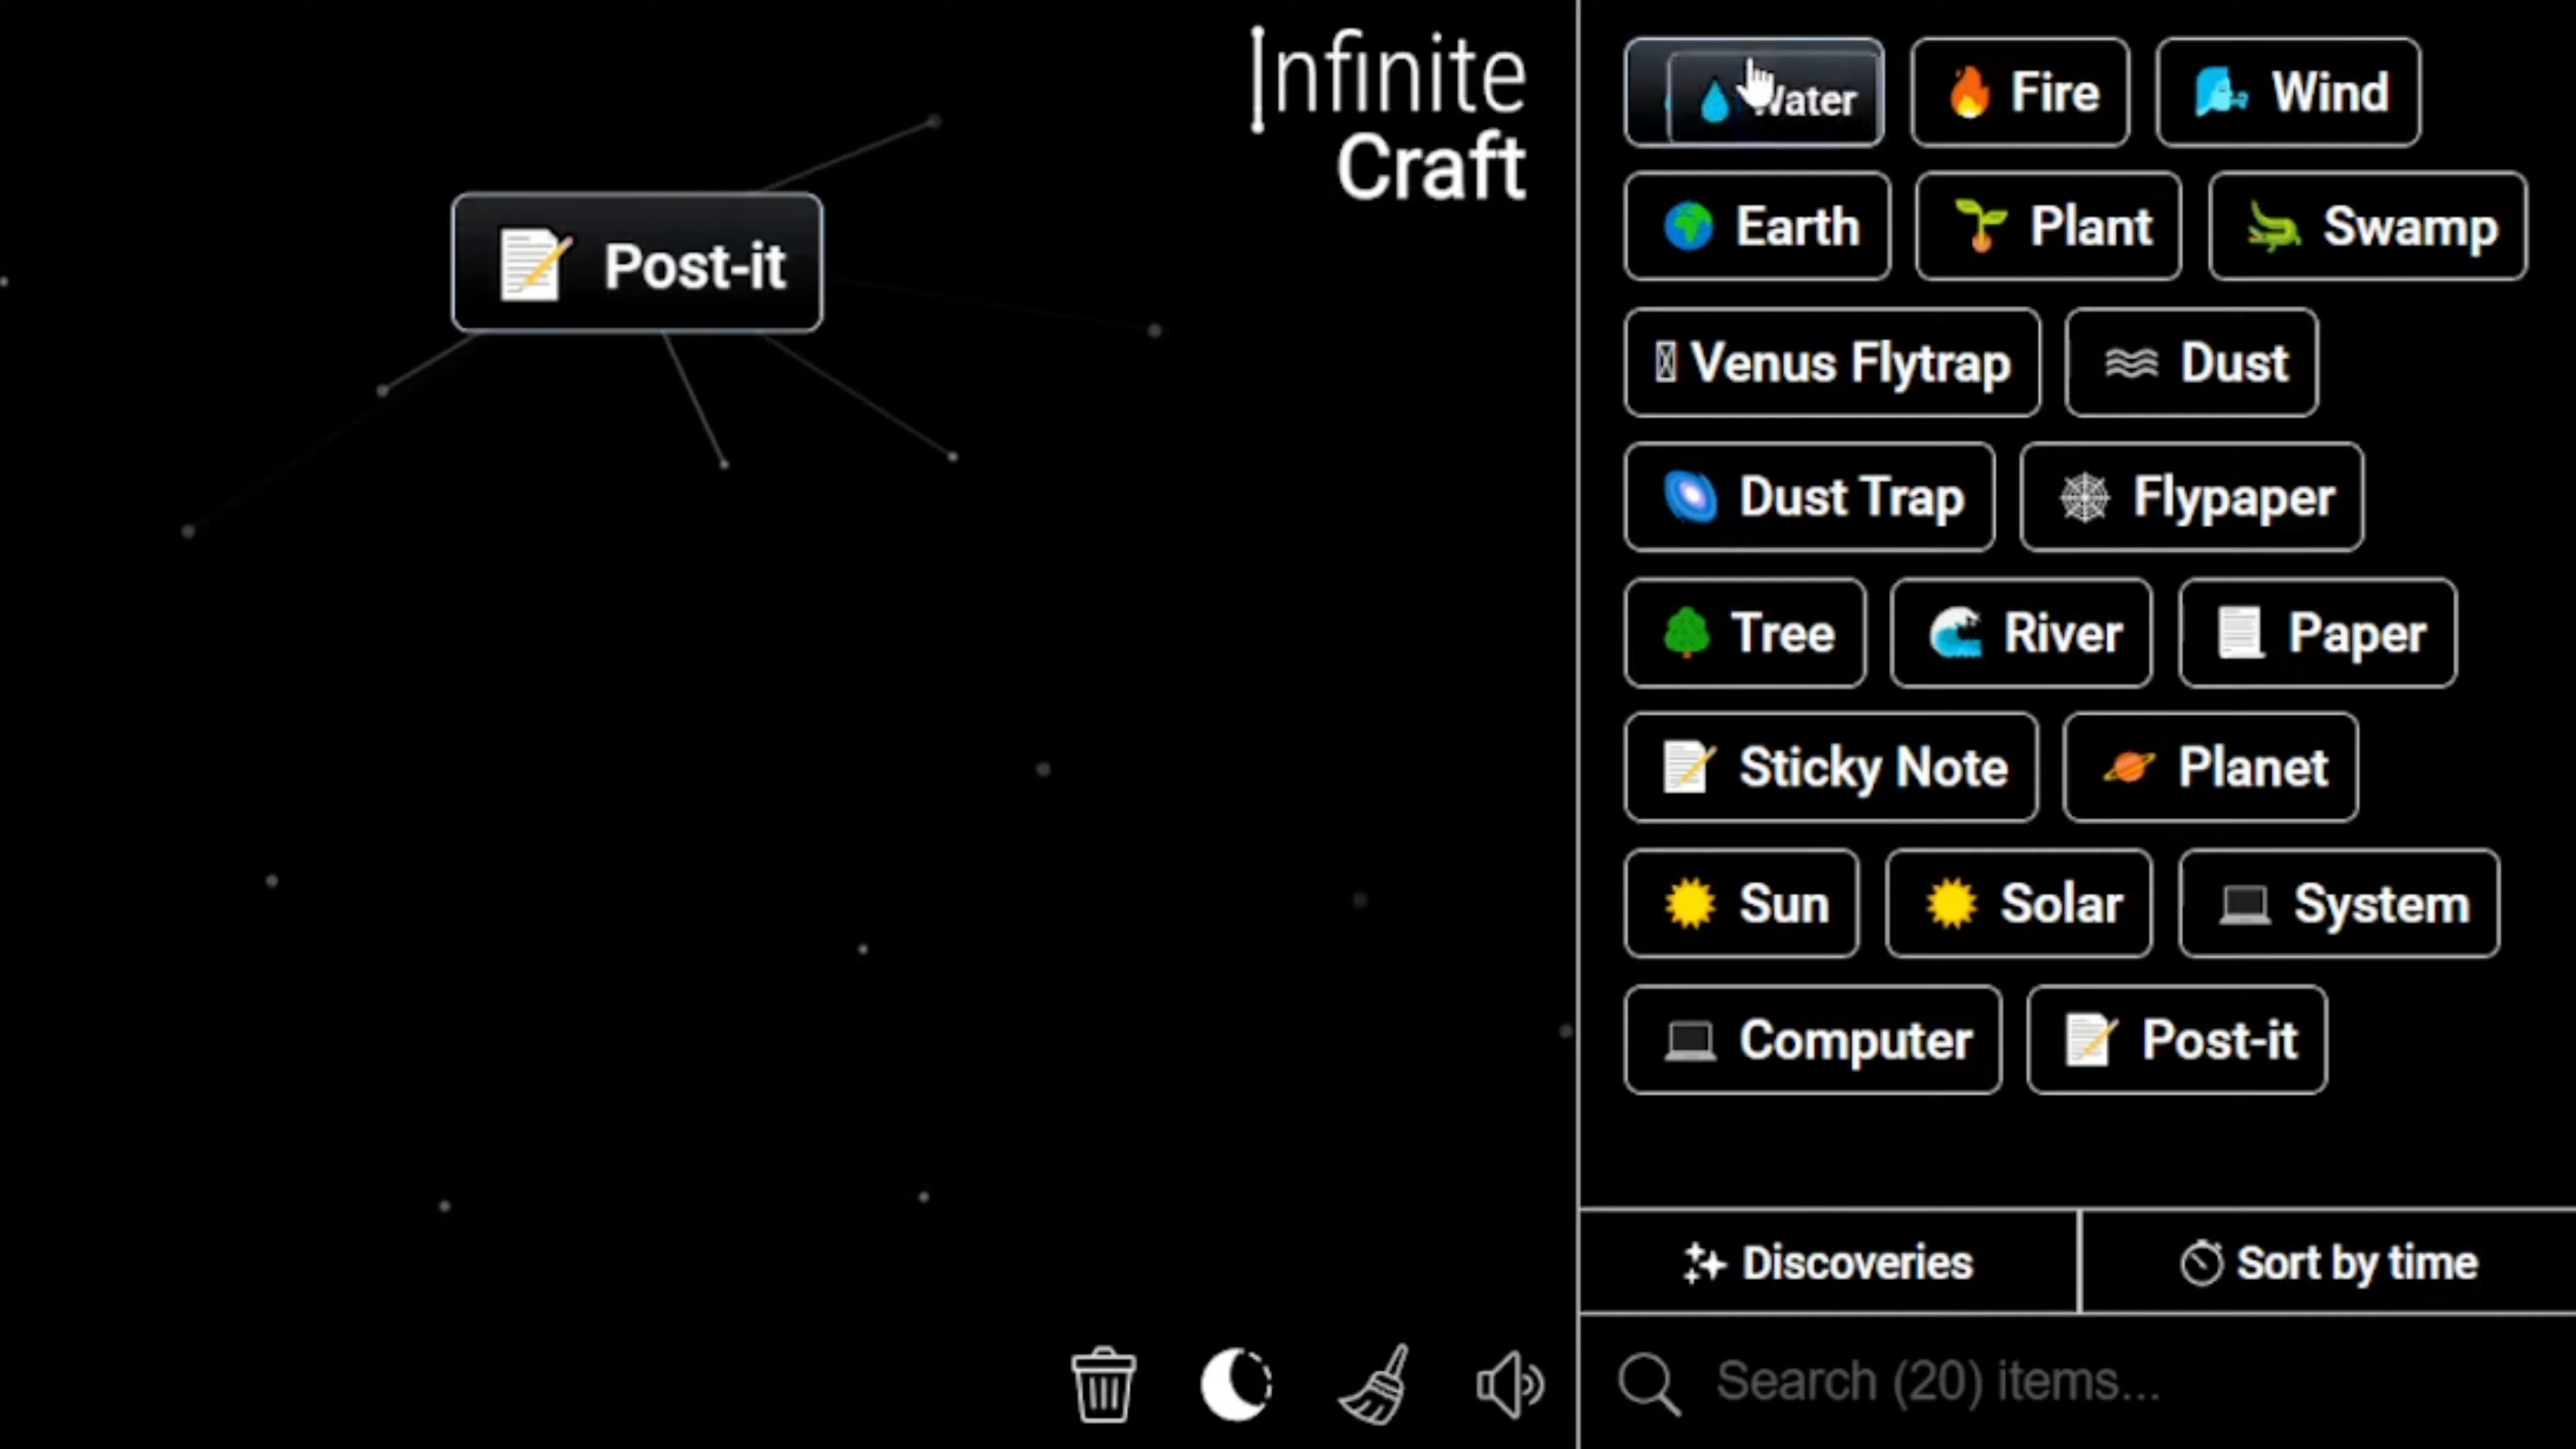 Infinite
Craft
Post-it
Water Fire Wind
Earth Plant Swamp
Venus Flytrap Dust
Dust Trap Flypaper
Tree River Paper
Sticky Note Planet
Sun Solar System
Computer Post-it
Discoveries Sort by time
Search (20) items...